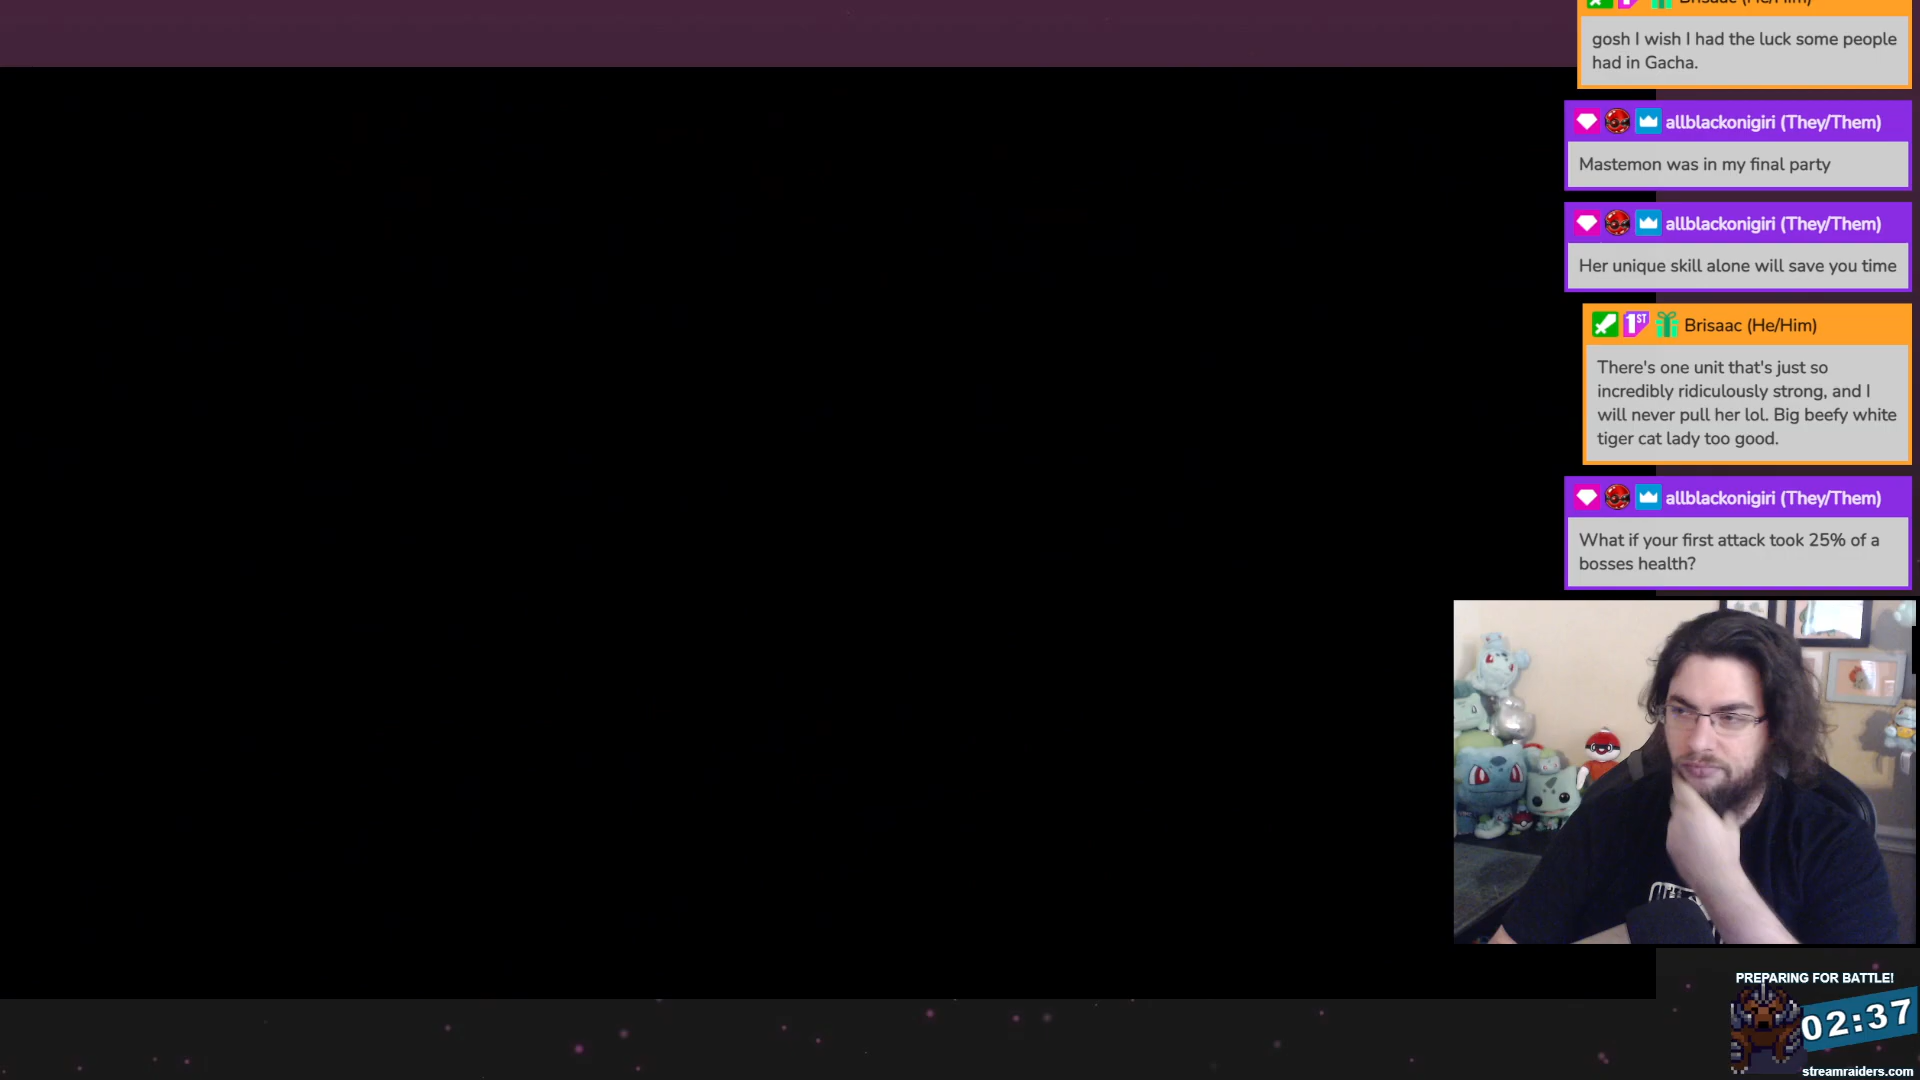 Brisaac (He/Him)
gosh I wish I had the luck some people
had in Gacha.
allblackonigiri (They/Them)
Mastemon was in my final party
allblackonigiri (They/Them)
Her unique skill alone will save you time
1ST Brisaac (He/Him)
There's one unit that's just so
incredibly ridiculously strong, and I
will never pull her lol. Big beefy white
tiger cat lady too good.
allblackonigiri (They/Them)
What if your first attack took 25% of a
bosses health?
PREPARING FOR BATTLE!
02:37
streamraiders.com